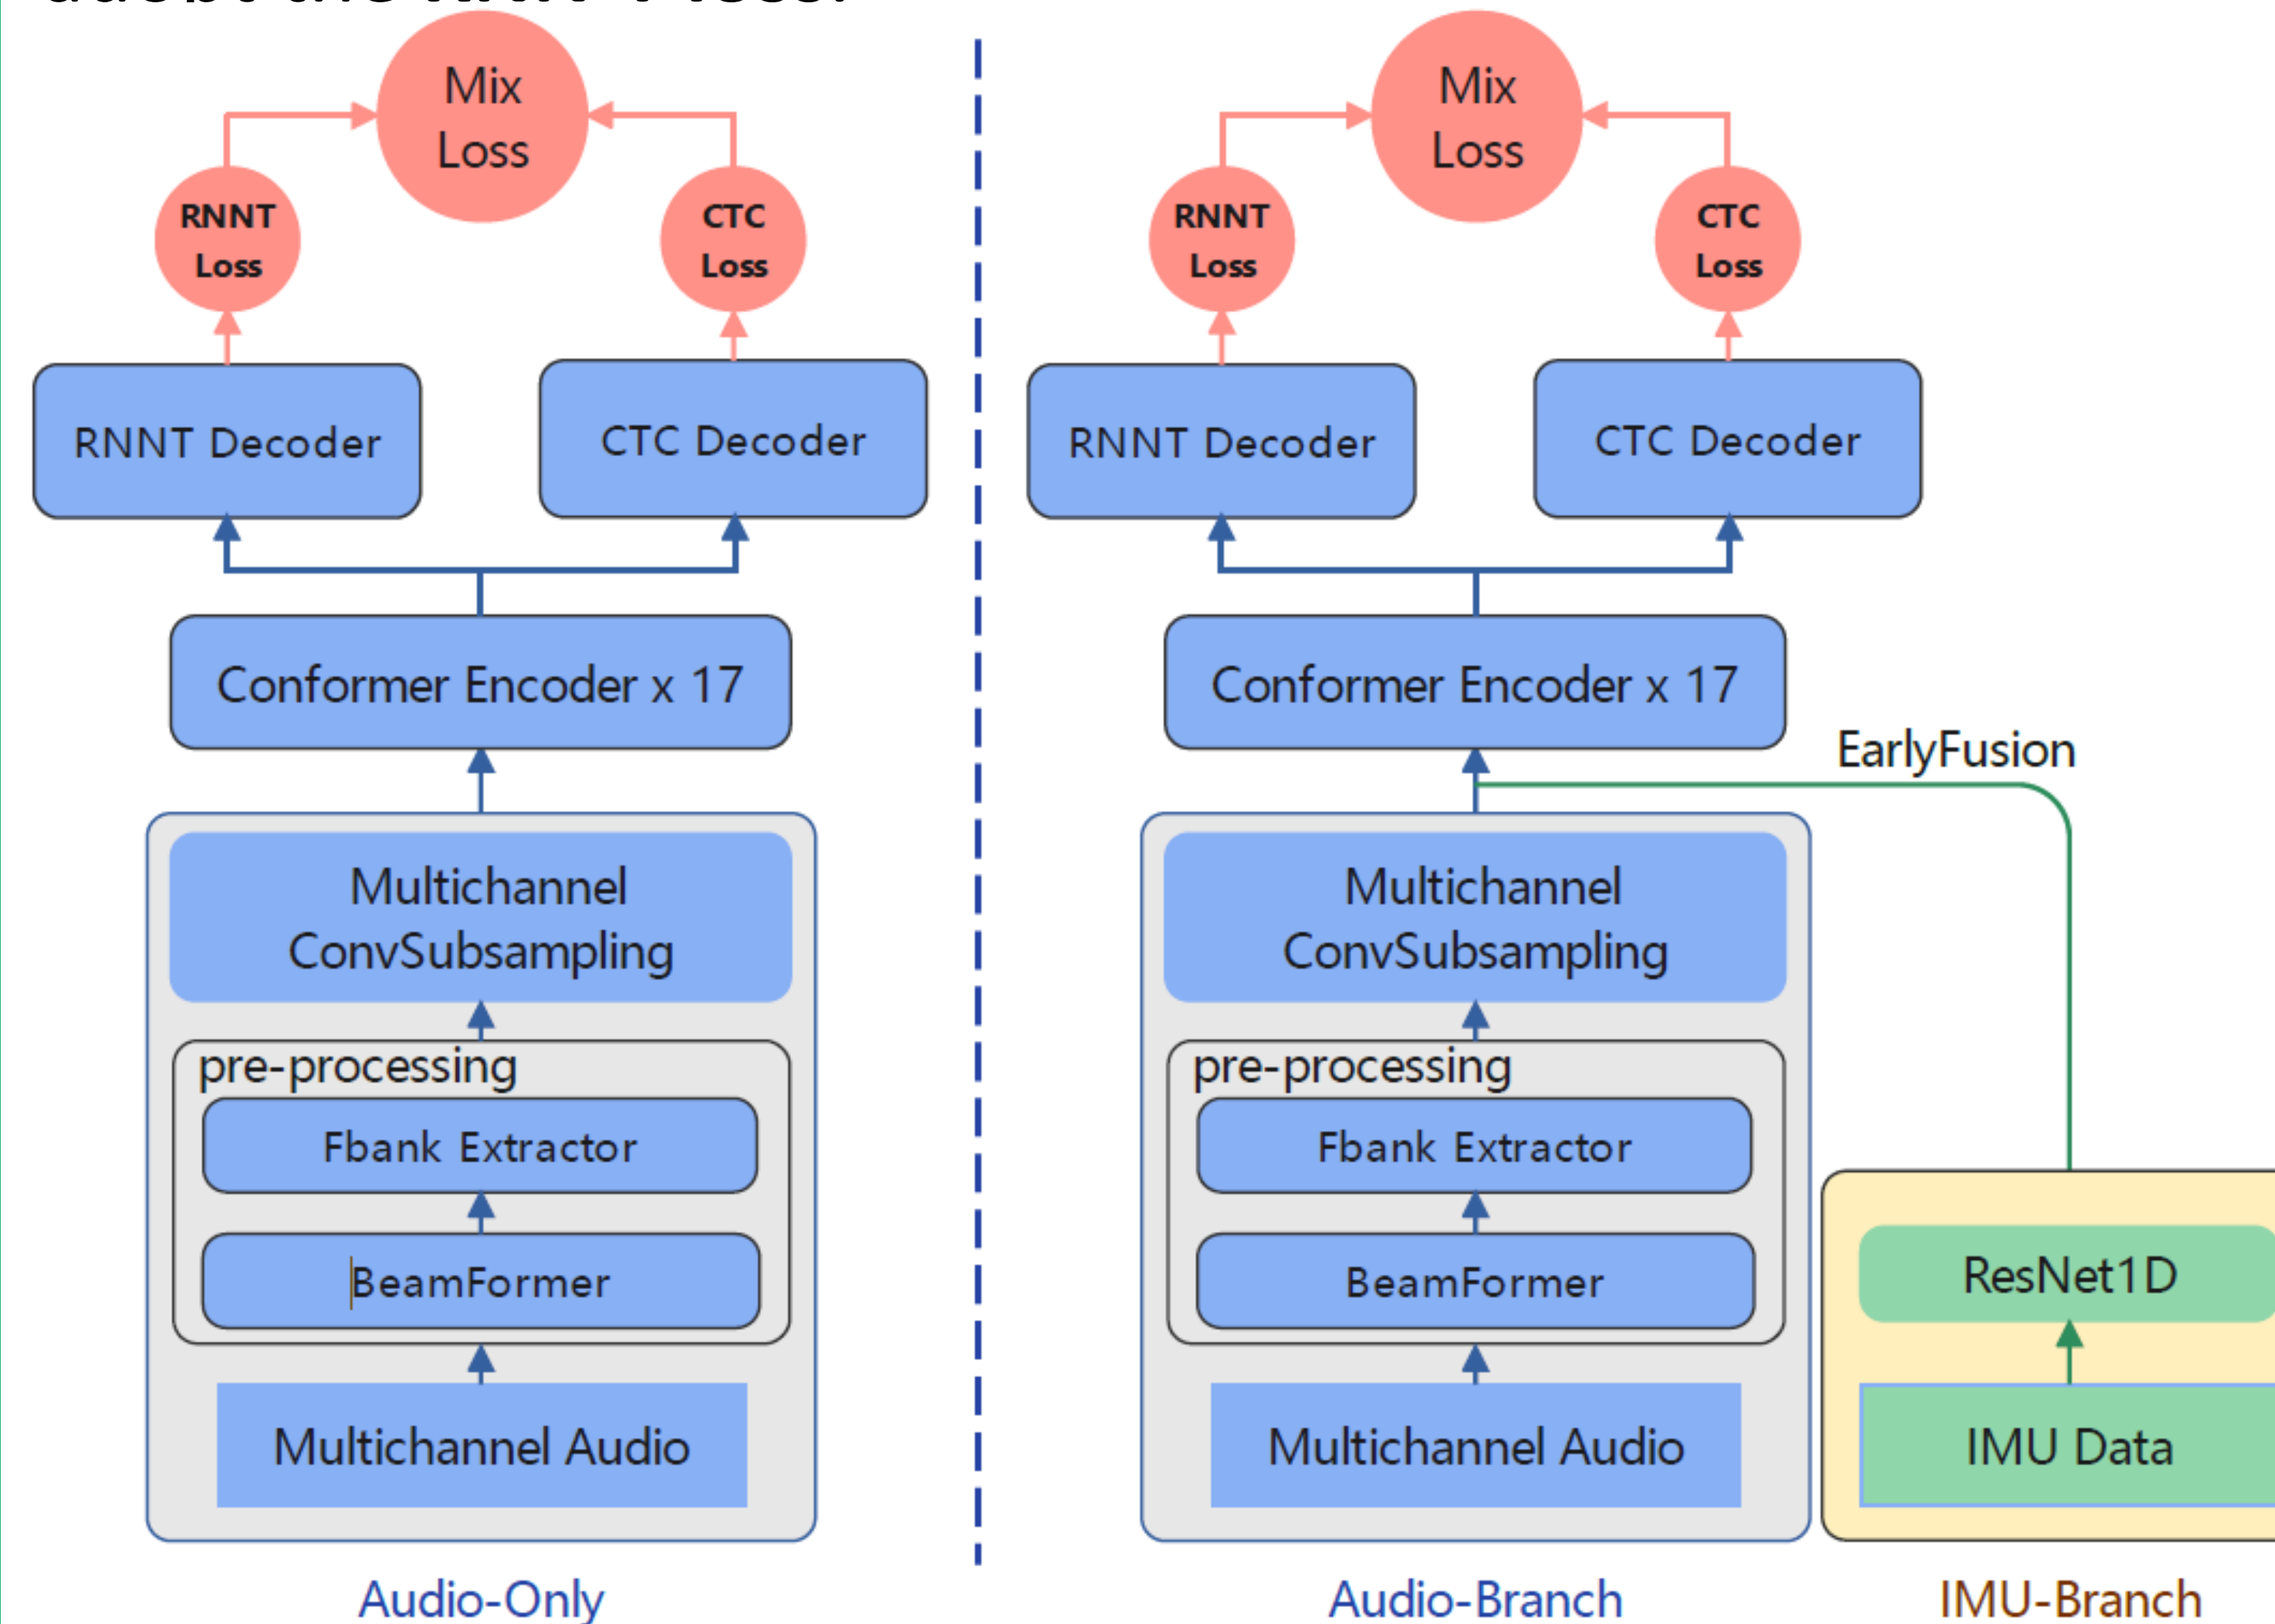 Mix
Loss
RNNT
Loss
CTC
Loss
RNNT Decoder
CTC Decoder
Conformer Encoder x 17
Multichannel
ConvSubsampling
pre-processing
Fbank Extractor
BeamFormer
Multichannel Audio
Audio-Only
Mix
Loss
RNNT
Loss
CTC
Loss
RNNT Decoder
CTC Decoder
Conformer Encoder x 17
EarlyFusion
Multichannel
ConvSubsampling
pre-processing
Fbank Extractor
BeamFormer
Multichannel Audio
Audio-Branch
ResNet1D
IMU Data
IMU-Branch